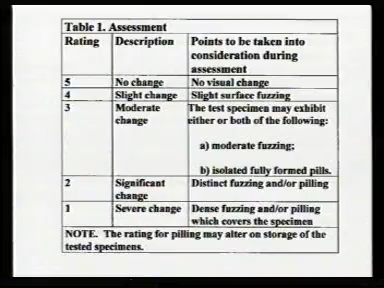 Table 1. Assessment
Rating Description Points to be taken into
consideration during
assessment
5 No change No visual change
4 Slight change Slight surface fuzzing
3 Moderate The test specimen may exhibit
change either or both of the following:
a) moderate fuzzing;
b) isolated fully formed pills.
2 Significant Distinct fuzzing and/or pilling
change
1 Severe change Dense fuzzing and/or pilling
which covers the specimen
NOTE. The rating for pilling may alter on storage of the
tested specimens.